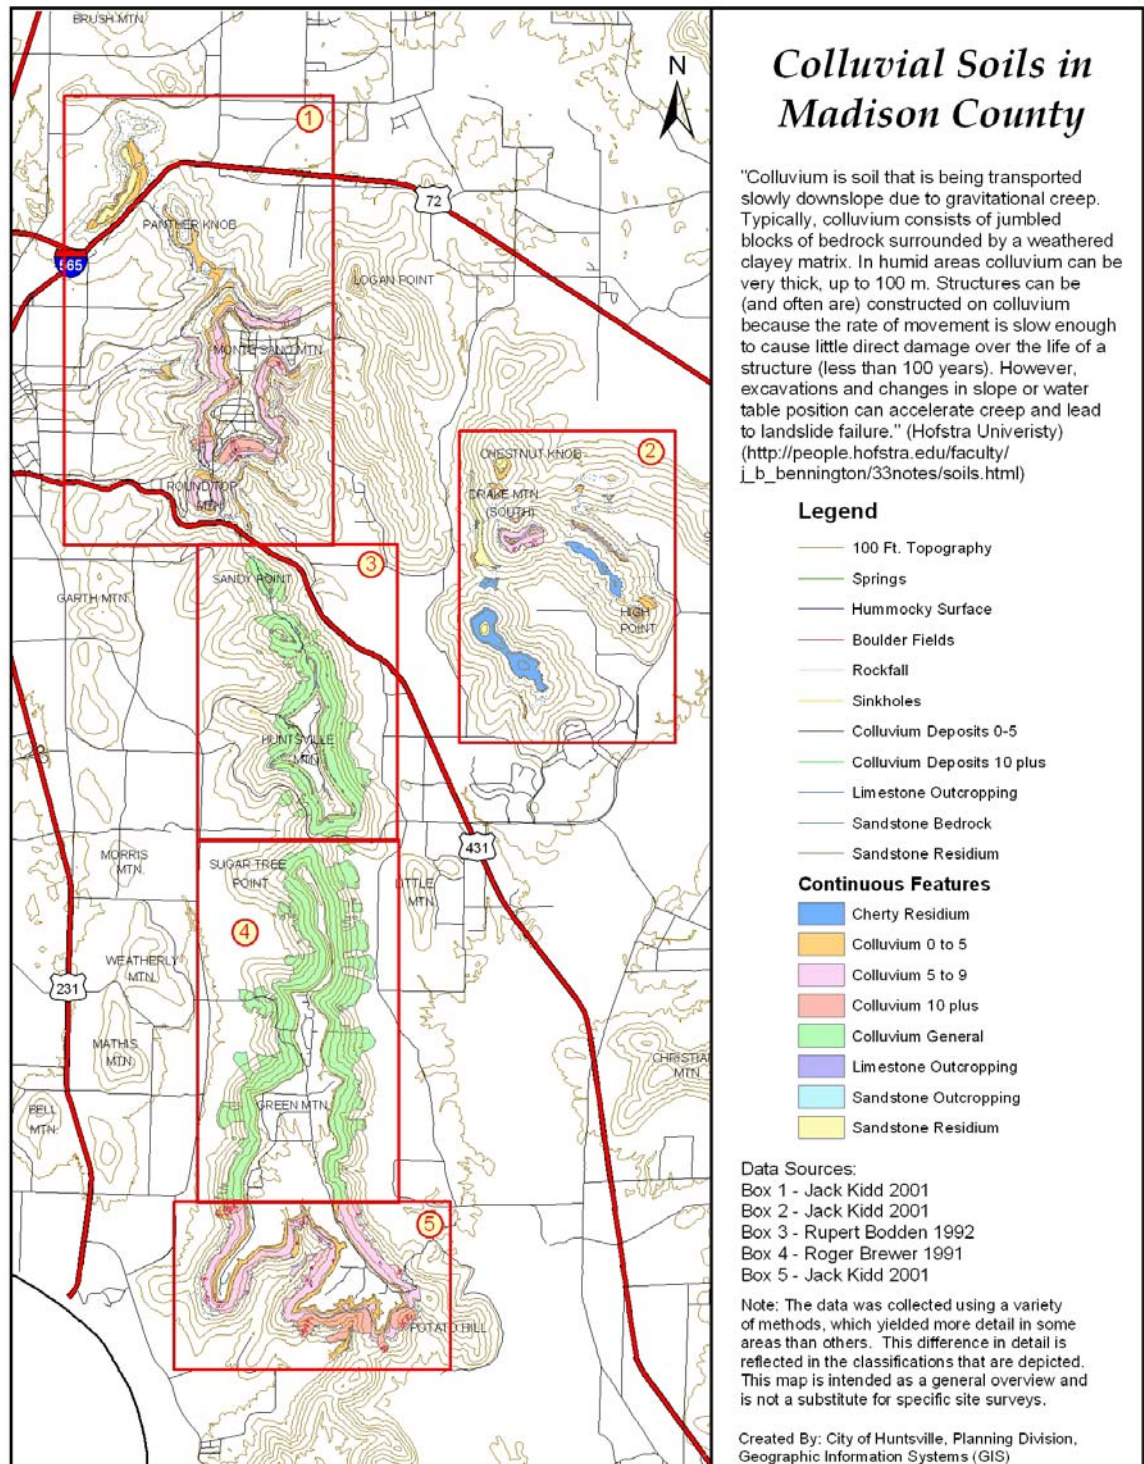 Colluvial Soils in
Madison County
"Colluvium is soil that is being transported
slowly downslope due to gravitational creep.
Typically, colluvium consists of jumbled
blocks of bedrock surrounded by a weathered
clayey matrix. In humid areas colluvium can be
very thick, up to 100 m. Structures can be
(and often are) constructed on colluvium
because the rate of movement is slow enough
to cause little direct damage over the life of a
structure (less than 100 years). However,
excavations and changes in slope or water
table position can accelerate creep and lead
to landslide failure." (Hofstra Univeristy)
(http://people.hofstra.edu/faculty/
j_b_bennington/33notes/soils.html)
Legend
100 Ft. Topography
Springs
Hummocky Surface
Boulder Fields
Rockfall
Sinkholes
Colluvium Deposits 0-5
Colluvium Deposits 10 plus
Limestone Outcropping
Sandstone Bedrock
Sandstone Residium
Continuous Features
Cherty Residium
Colluvium 0 to 5
Colluvium 5 to 9
Colluvium 10 plus
Colluvium General
Limestone Outcropping
Sandstone Outcropping
Sandstone Residium
Data Sources:
Box 1 - Jack Kidd 2001
Box 2 - Jack Kidd 2001
Box 3 - Rupert Bodden 1992
Box 4 - Roger Brewer 1991
Box 5 - Jack Kidd 2001
Note: The data was collected using a variety
of methods, which yielded more detail in some
areas than others. This difference in detail is
reflected in the classifications that are depicted.
This map is intended as a general overview and
is not a substitute for specific site surveys.
Created By: City of Huntsville, Planning Division,
Geographic Information Systems (GIS)
BRUSH MTN.
N
1
72
PANTHER KNOB
565
LOGAN POINT
MONTE SANO MTN.
ROUND TOP
MTN.
2
CHESTNUT KNOB
DRAKE MTN.
(SOUTH)
HIGH
POINT
3
SANDY POINT
GARTH MTN.
HUNTSVILLE
MTN.
431
MORRIS
MTN.
SUGAR TREE
POINT
LITTLE
MTN.
4
WEATHERLY
MTN.
231
MATHIS
MTN.
CHRISTIAN
MTN.
BELL
MTN.
GREEN MTN.
5
POTATO HILL